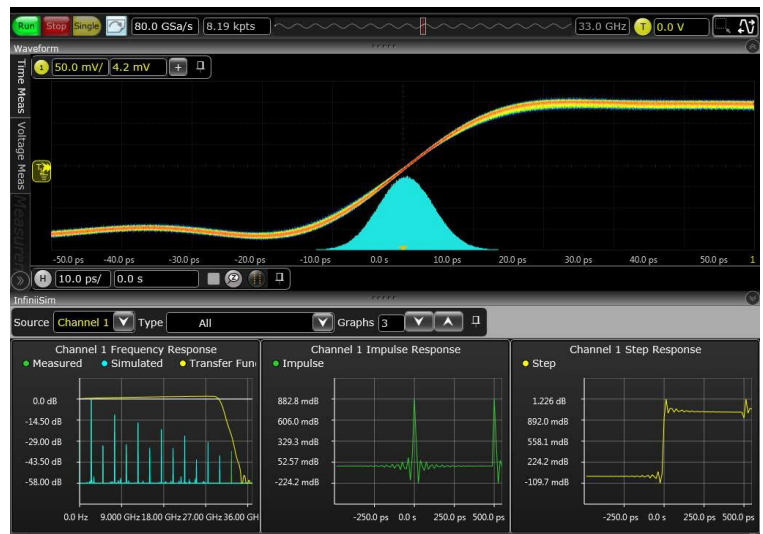 Run Stop Single 80.0 GSa/s 8.19 kpts 33.0 GHz T 0.0 V
Waveform
Time Meas
Voltage Meas
1 50.0 mV/ 4.2 mV +
-50.0 ps -40.0 ps -30.0 ps -20.0 ps -10.0 ps 0.0 s 10.0 ps 20.0 ps 30.0 ps 40.0 ps 50.0 ps 1
H 10.0 ps/ 0.0 s
InfiniiSim
Source Channel 1 Type All Graphs 3
Channel 1 Frequency Response
Measured Simulated Transfer Fun
0.0 dB
-14.50 dB
-29.00 dB
-43.50 dB
-58.00 dB
0.0 Hz 9.000 GHz 18.00 GHz 27.00 GHz 36.00 GH
Channel 1 Impulse Response
Impulse
882.8 mdB
606.0 mdB
329.3 mdB
52.57 mdB
-224.2 mdB
-250.0 ps 0.0 s 250.0 ps 500.0 ps
Channel 1 Step Response
Step
1.226 dB
892.0 mdB
558.1 mdB
224.2 mdB
-109.7 mdB
-250.0 ps 0.0 s 250.0 ps 500.0 ps